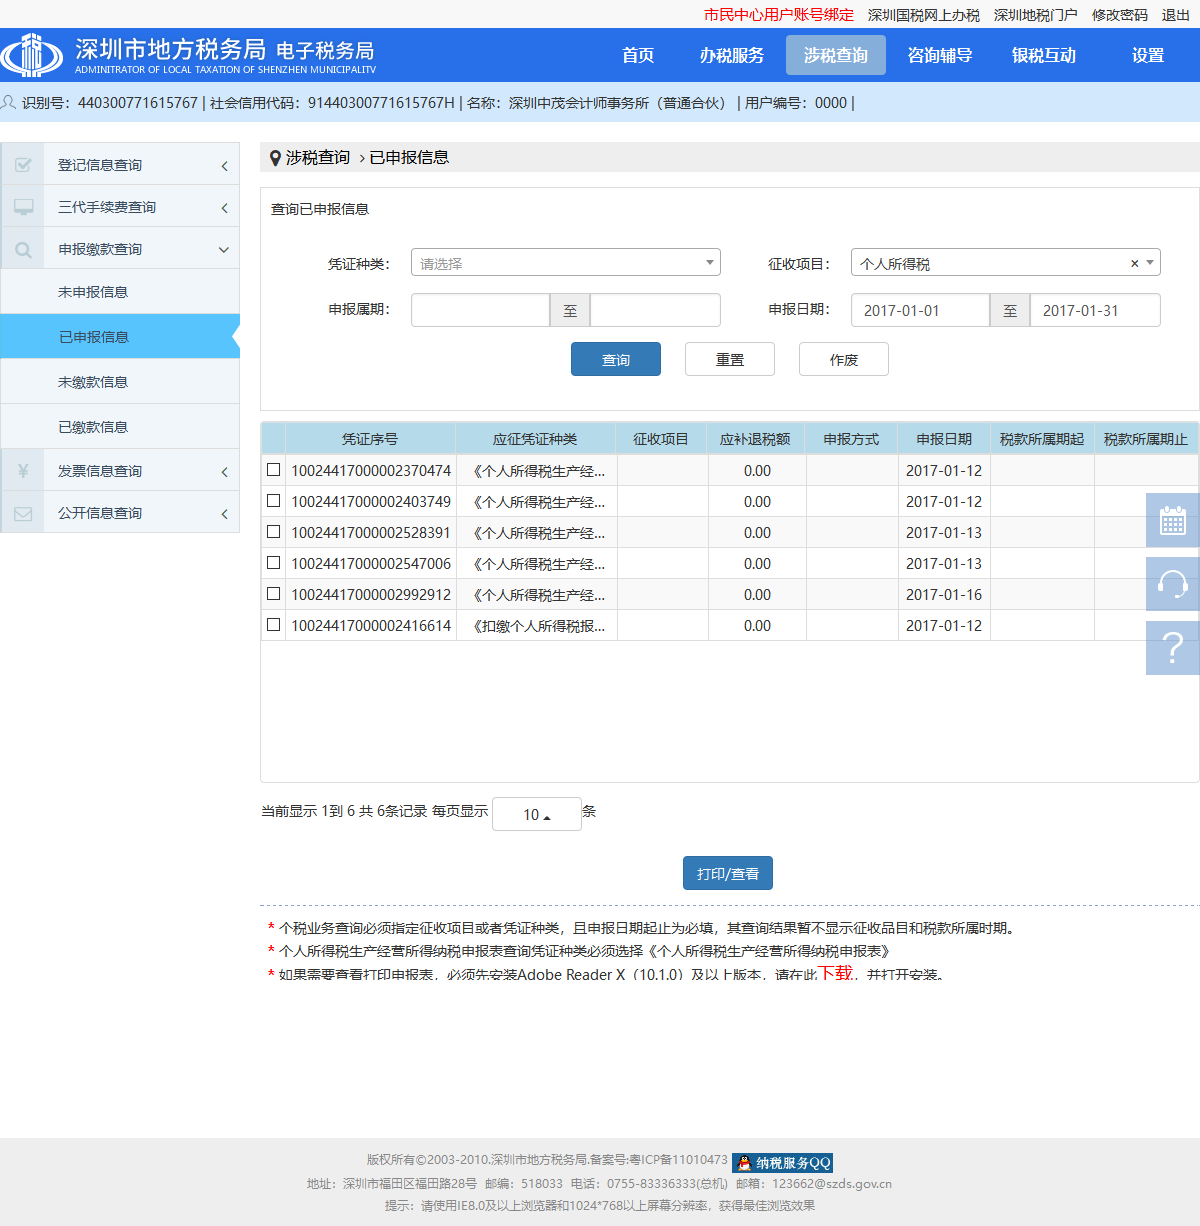 市民中心用户账号绑定 深圳国税网上办税 深圳地税门户 修改密码 退出
深圳市地方税务局 电子税务局
ADMINITRATOR OF LOCAL TAXATION OF SHENZHEN MUNICIPALITV
首页 办税服务 涉税查询 咨询辅导 银税互动 设置
识别号：440300771615767 | 社会信用代码：91440300771615767H | 名称：深圳中茂会计师事务所（普通合伙） | 用户编号：0000 |
登记信息查询
三代手续费查询
申报缴款查询
未申报信息
已申报信息
未缴款信息
已缴款信息
¥ 发票信息查询
公开信息查询
涉税查询 › 已申报信息
查询已申报信息
凭证种类： 请选择 征收项目： 个人所得税 ×
申报属期： 至 申报日期： 2017-01-01 至 2017-01-31
查询 重置 作废
凭证序号 应征凭证种类 征收项目 应补退税额 申报方式 申报日期 税款所属期起 税款所属期止
10024417000002370474 《个人所得税生产经... 0.00 2017-01-12
10024417000002403749 《个人所得税生产经... 0.00 2017-01-12
10024417000002528391 《个人所得税生产经... 0.00 2017-01-13
10024417000002547006 《个人所得税生产经... 0.00 2017-01-13
10024417000002992912 《个人所得税生产经... 0.00 2017-01-16
10024417000002416614 《扣缴个人所得税报... 0.00 2017-01-12
?
当前显示 1到 6 共 6条记录 每页显示 10 条
打印/查看
* 个税业务查询必须指定征收项目或者凭证种类，且申报日期起止为必填，其查询结果暂不显示征收品目和税款所属时期。
* 个人所得税生产经营所得纳税申报表查询凭证种类必须选择《个人所得税生产经营所得纳税申报表》
* 如果需要查看打印申报表，必须先安装Adobe Reader X（10.1.0）及以上版本，请在此下载，并打开安装。
版权所有©2003-2010.深圳市地方税务局.备案号:粤ICP备11010473 纳税服务QQ
地址：深圳市福田区福田路28号 邮编：518033 电话：0755-83336333(总机) 邮箱：123662@szds.gov.cn
提示：请使用IE8.0及以上浏览器和1024*768以上屏幕分辨率，获得最佳浏览效果